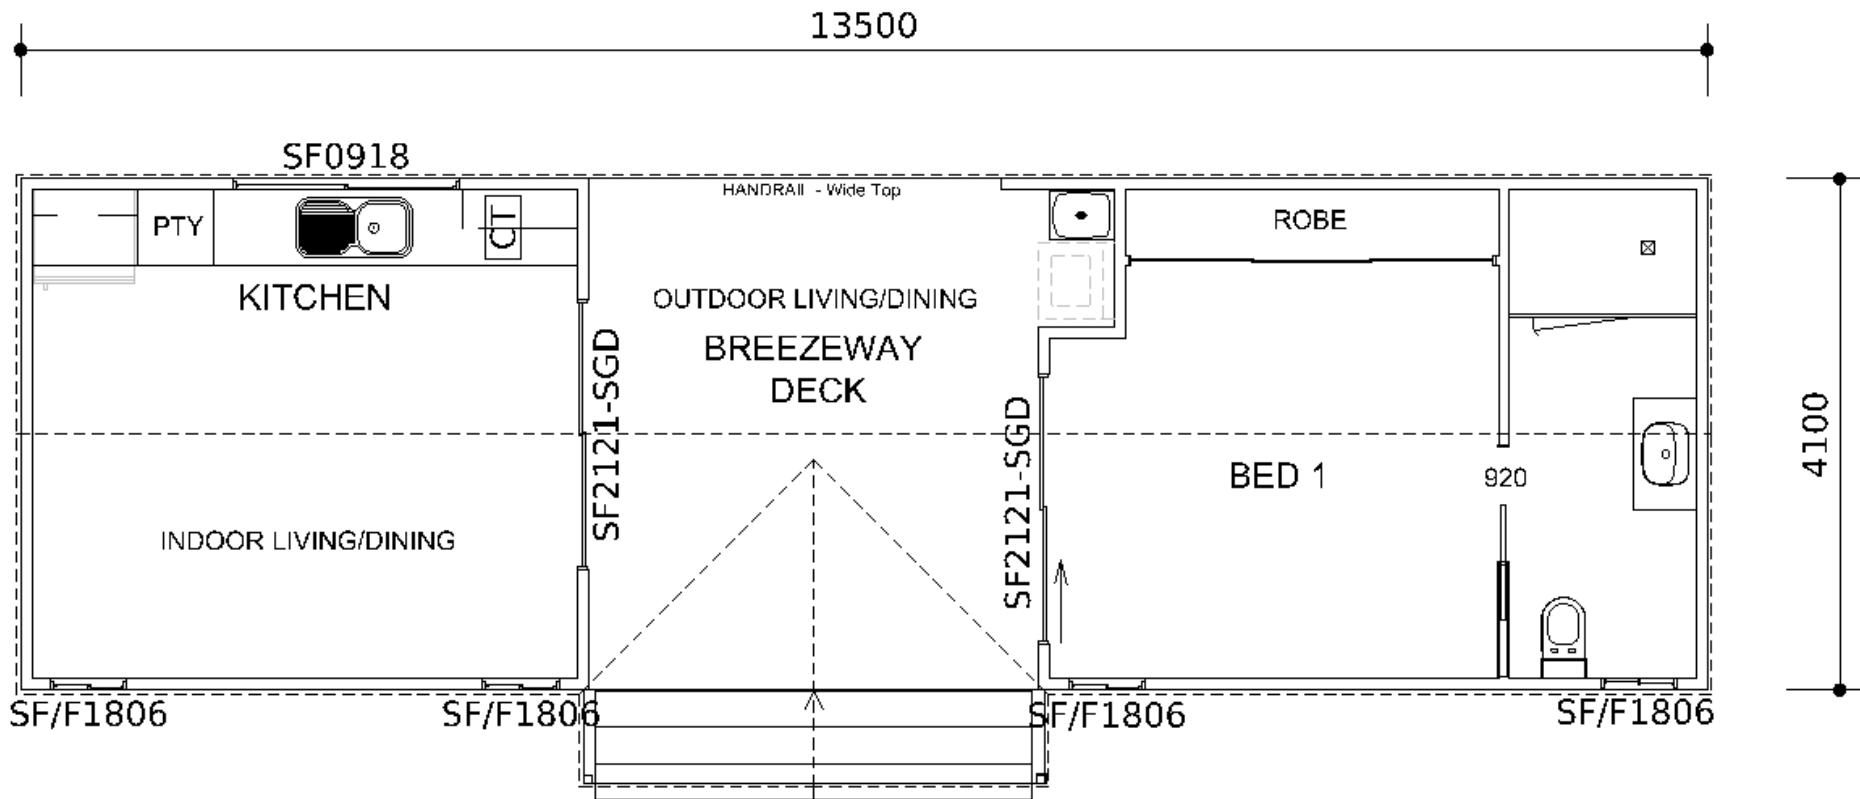 13500
SF0918
HANDRAIL - Wide Top
PTY
CT
ROBE
KITCHEN
OUTDOOR LIVING/DINING
BREEZEWAY
DECK
SF2121-SGD
SF2121-SGD
4100
BED 1
920
INDOOR LIVING/DINING
SF/F1806
SF/F1806
SF/F1806
SF/F1806